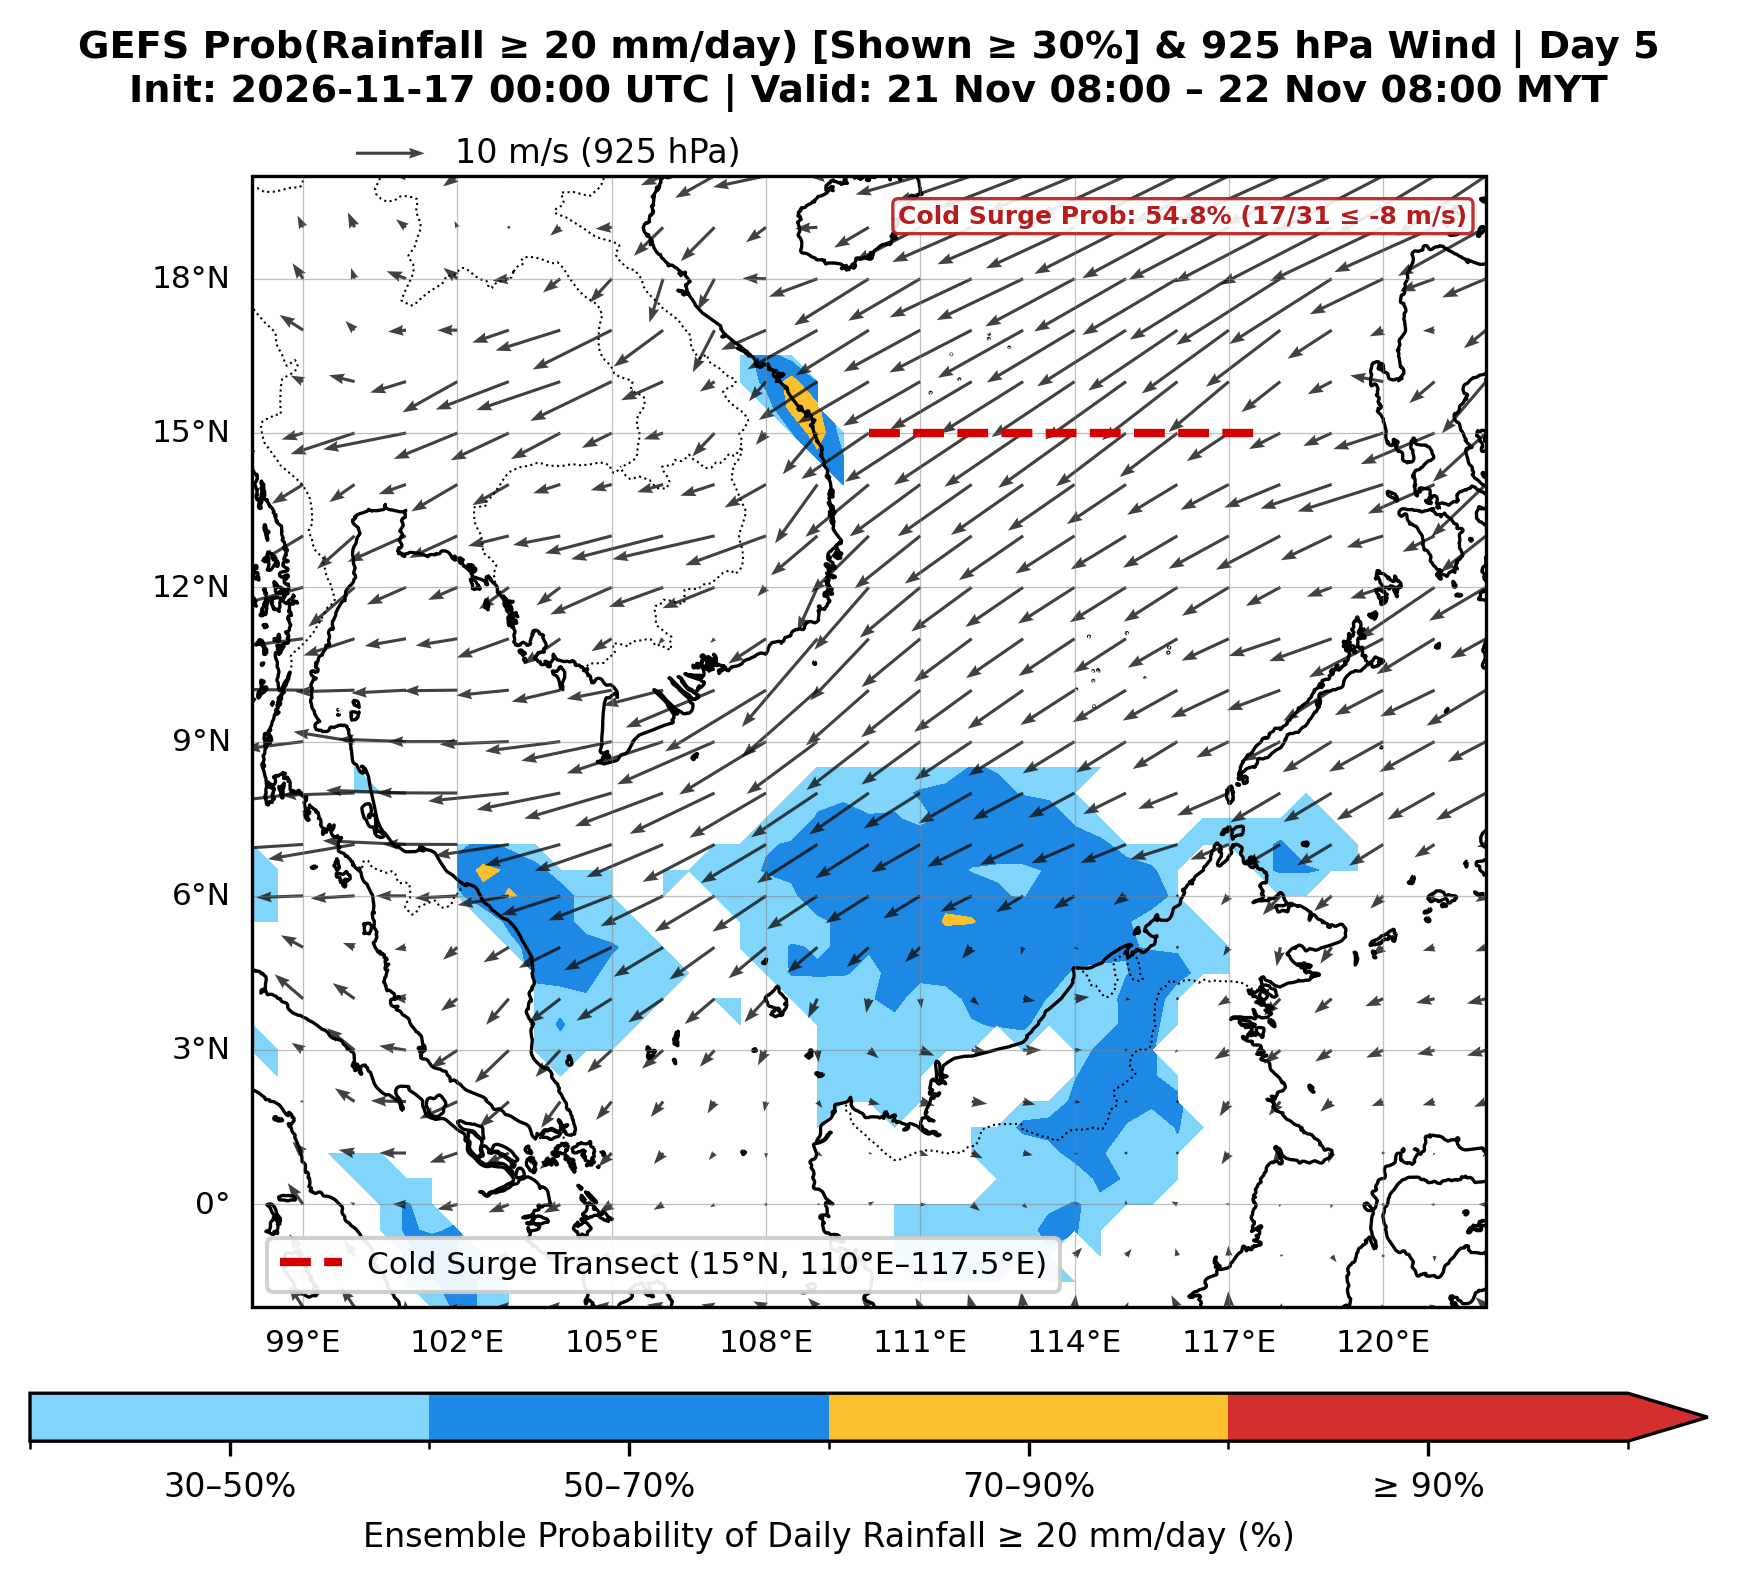 GEFS Prob(Rainfall ≥ 20 mm/day) [Shown ≥ 30%] & 925 hPa Wind | Day 5
Init: 2026-11-17 00:00 UTC | Valid: 21 Nov 08:00 – 22 Nov 08:00 MYT
10 m/s (925 hPa)
Cold Surge Prob: 54.8% (17/31 ≤ -8 m/s)
18°N
15°N
12°N
9°N
6°N
3°N
0°
Cold Surge Transect (15°N, 110°E–117.5°E)
99°E 102°E 105°E 108°E 111°E 114°E 117°E 120°E
30–50% 50–70% 70–90% ≥ 90%
Ensemble Probability of Daily Rainfall ≥ 20 mm/day (%)